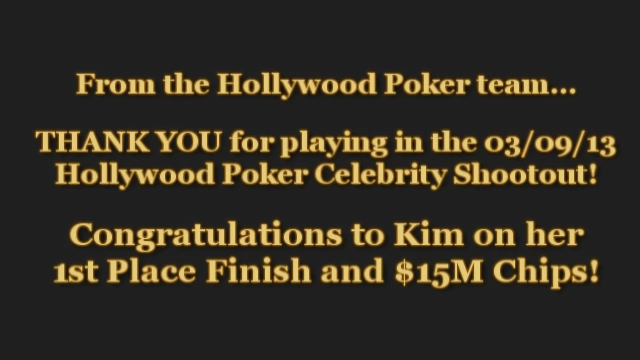 From the Hollywood Poker team...
THANK YOU for playing in the 03/09/13
Hollywood Poker Celebrity Shootout!
Congratulations to Kim on her
1st Place Finish and $15M Chips!